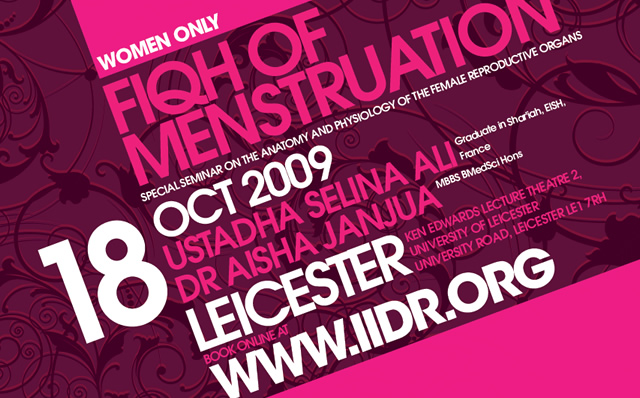 WOMEN ONLY
FIQH OF
MENSTRUATION
SPECIAL SEMINAR ON THE ANATOMY AND PHYSIOLOGY OF THE FEMALE REPRODUCTIVE ORGANS
18
OCT 2009
USTADHA SELINA ALI
Graduate in Shariah, EISH,
France
DR AISHA JANJUA
MBBS BMedSci Hons
LEICESTER
KEN EDWARDS LECTURE THEATRE 2,
UNIVERSITY OF LEICESTER
UNIVERSITY ROAD, LEICESTER LE1 7RH
BOOK ONLINE AT
WWW.IIDR.ORG